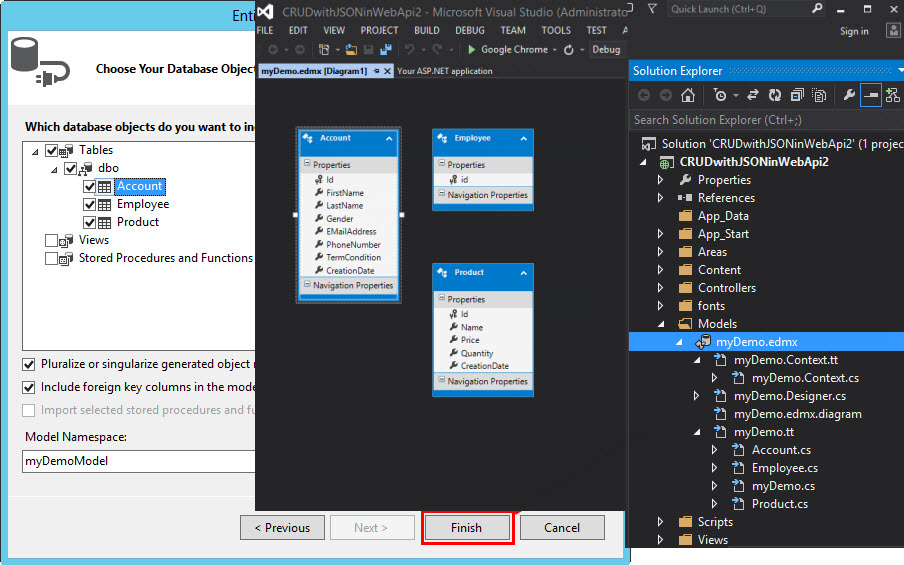 Enti
Choose Your Database Objec
Which database objects do you want to in
Tables
dbo
Account
Employee
Product
Views
Stored Procedures and Functions
Pluralize or singularize generated object
Include foreign key columns in the mode
Import selected stored procedures and fu
Model Namespace:
myDemoModel
< Previous
Next >
Finish
Cancel
CRUDwithJSONinWebApi2 - Microsoft Visual Studio (Administrato
FILE EDIT VIEW PROJECT BUILD DEBUG TEAM TOOLS TEST A
Google Chrome
Debug
myDemo.edmx [Diagram1]
Your ASP.NET application
Account
Properties
Id
FirstName
LastName
Gender
EMailAddress
PhoneNumber
TermCondition
CreationDate
Navigation Properties
Employee
Properties
id
Navigation Properties
Product
Properties
Id
Name
Price
Quantity
CreationDate
Navigation Properties
Quick Launch (Ctrl+Q)
Sign in
Solution Explorer
Search Solution Explorer (Ctrl+;)
Solution 'CRUDwithJSONinWebApi2' (1 projec
CRUDwithJSONinWebApi2
Properties
References
App_Data
App_Start
Areas
Content
Controllers
fonts
Models
myDemo.edmx
myDemo.Context.tt
myDemo.Context.cs
myDemo.Designer.cs
myDemo.edmx.diagram
myDemo.tt
Account.cs
Employee.cs
myDemo.cs
Product.cs
Scripts
Views